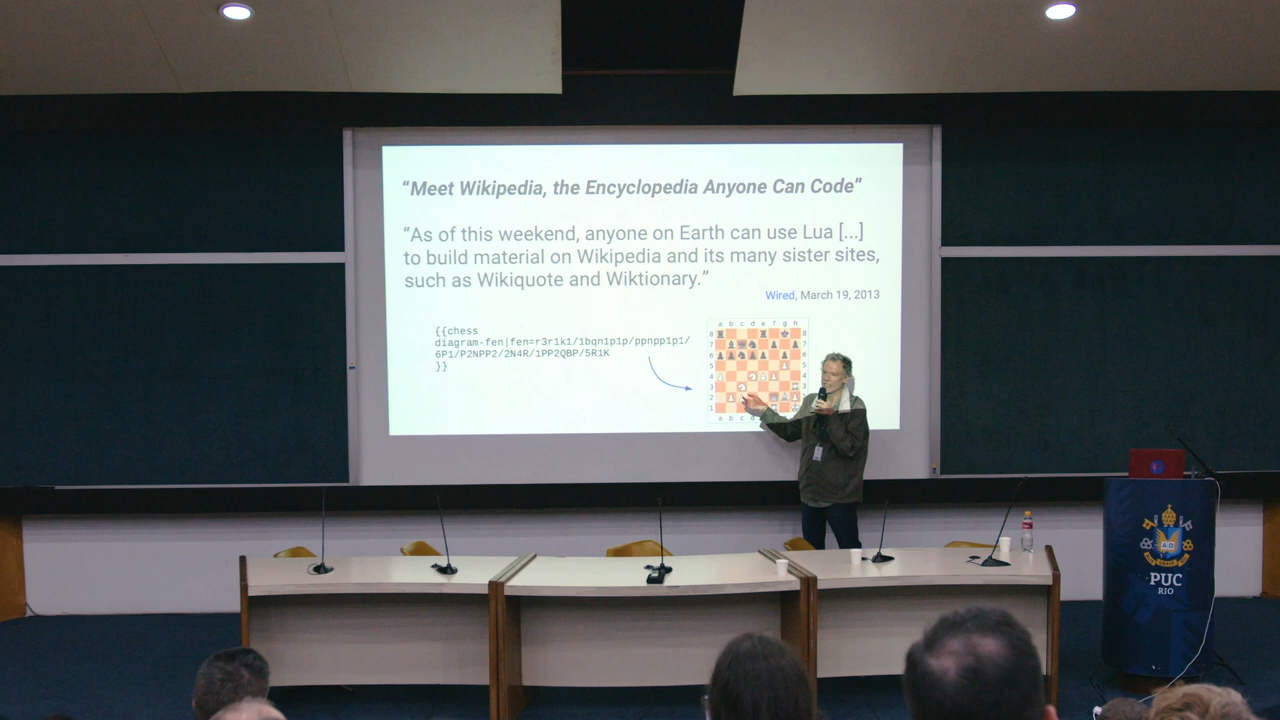 “Meet Wikipedia, the Encyclopedia Anyone Can Code”
“As of this weekend, anyone on Earth can use Lua [...]
to build material on Wikipedia and its many sister sites,
such as Wikiquote and Wiktionary.”
Wired, March 19, 2013
{{chess
diagram-fen|fen=r3r1k1/1bqn1p1p/ppnpp1p1/
6P1/P2NPP2/2N4R/1PP2QBP/5R1K
}}
PUC
RIO